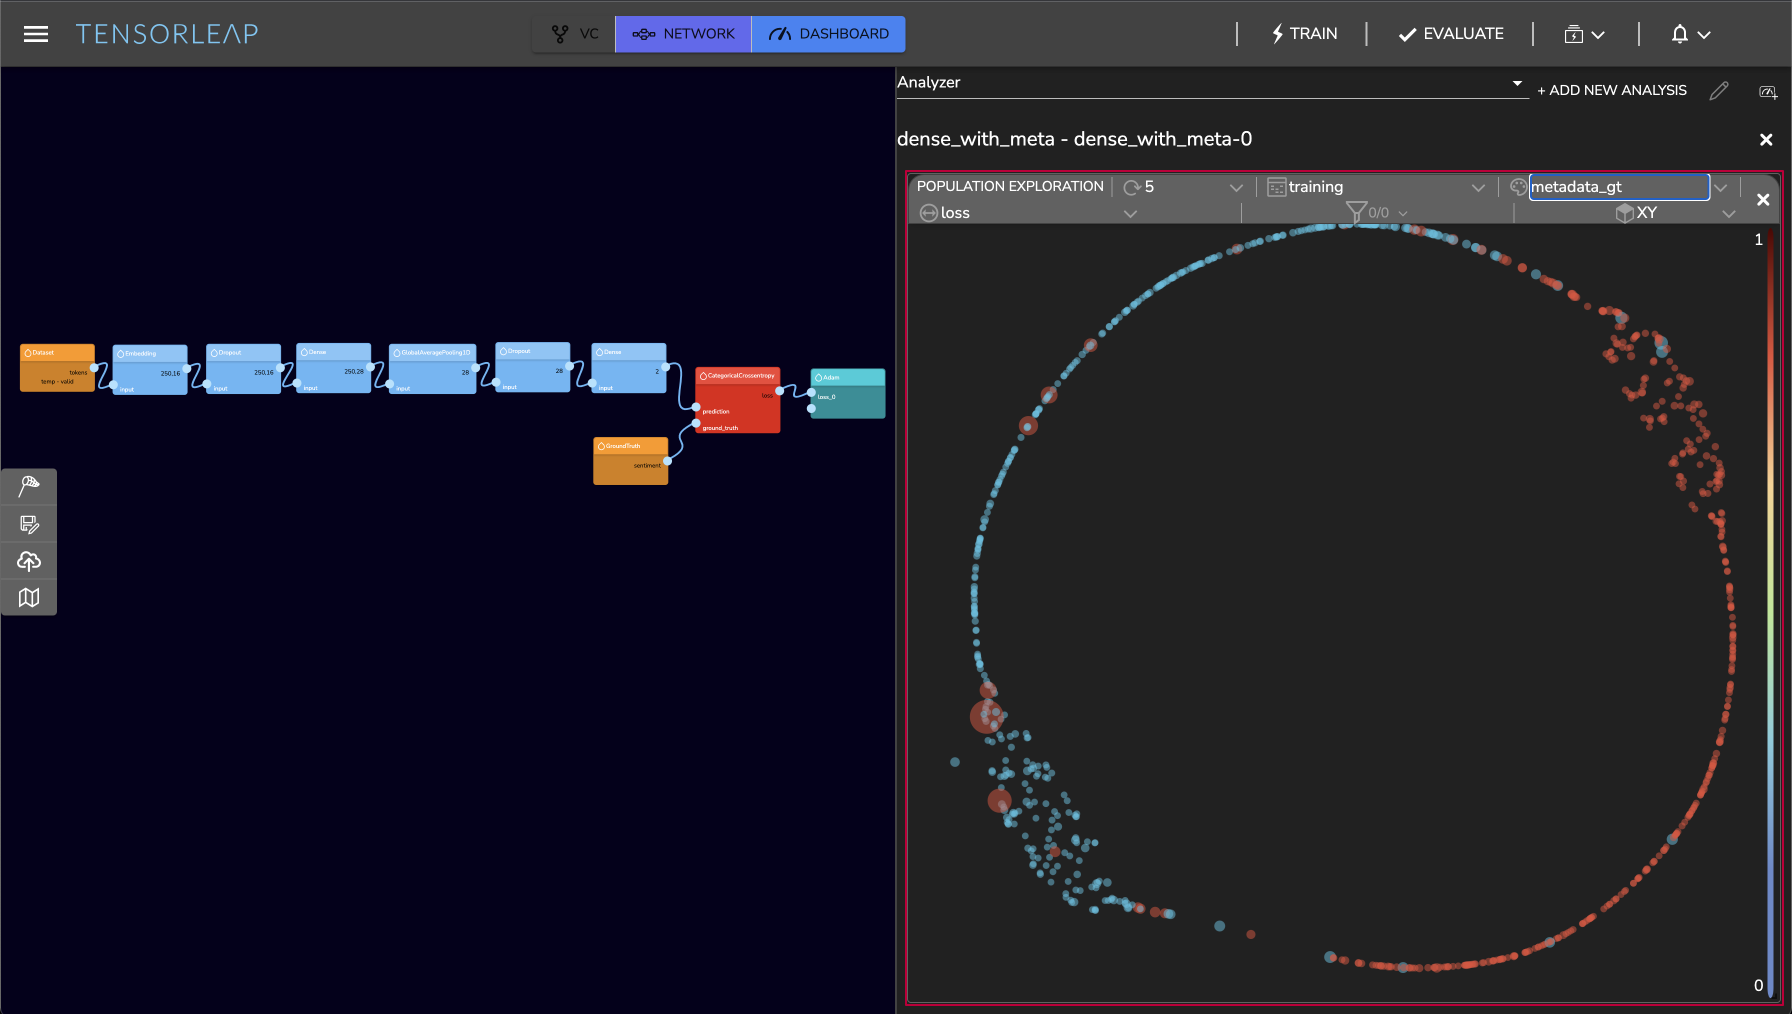 TENSORLEAP
VC
NETWORK
DASHBOARD
TRAIN
EVALUATE
Analyzer
+ ADD NEW ANALYSIS
dense_with_meta - dense_with_meta-0
POPULATION EXPLORATION
5
training
metadata_gt
loss
0/0
XY
1
0
Dataset
tokens
temp - valid
Embedding
250,16
input
Dropout
250,16
input
Dense
250,28
input
GlobalAveragePooling1D
28
input
Dropout
28
input
Dense
2
input
CategoricalCrossentropy
loss
prediction
ground_truth
Adam
loss_0
GroundTruth
sentiment